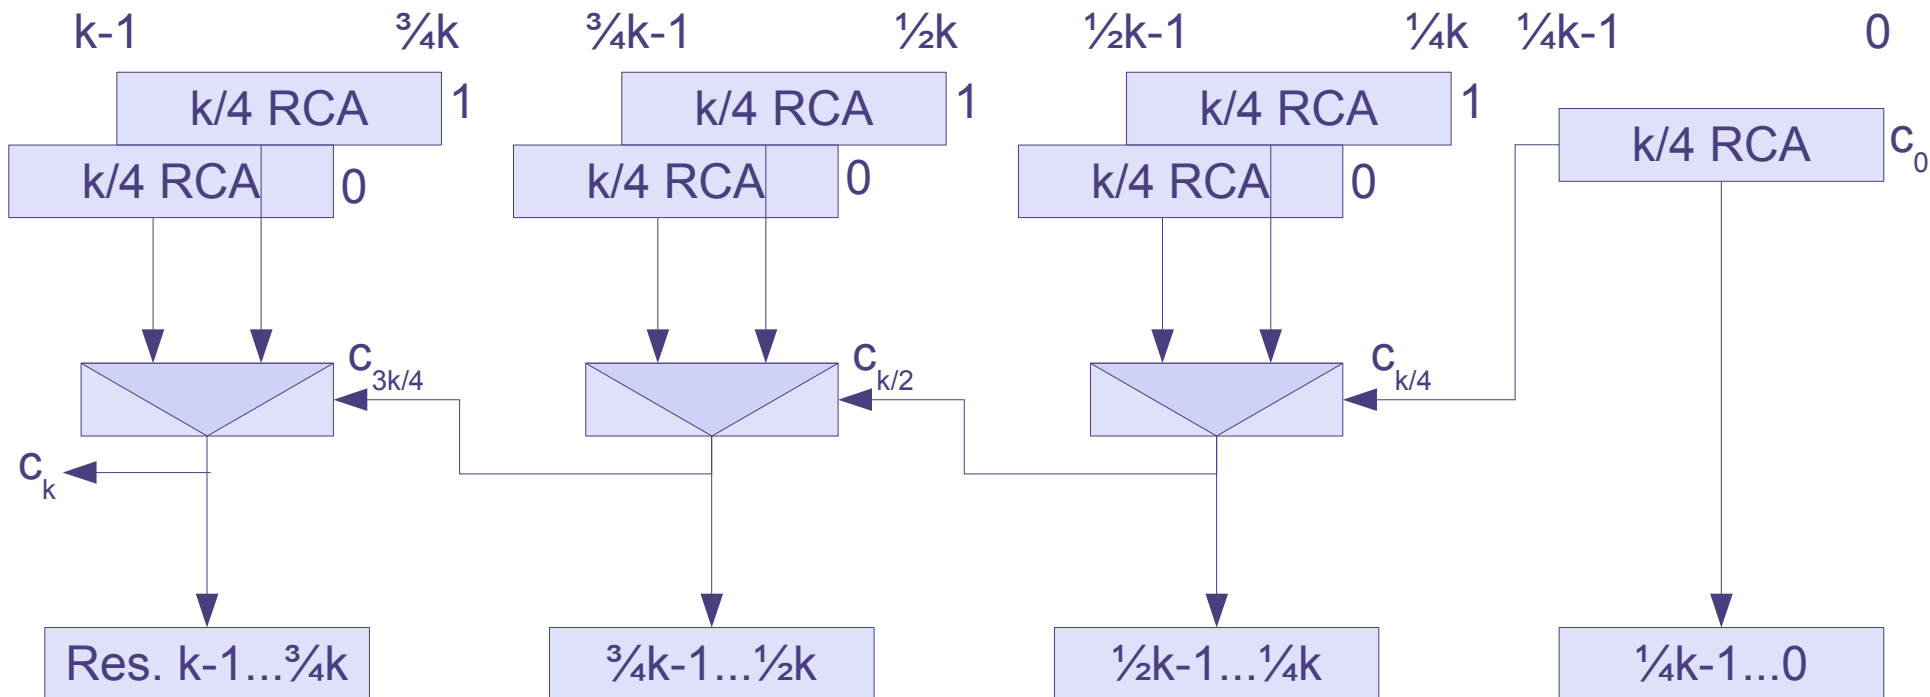 k-1 ¾k ¾k-1 ½k ½k-1 ¼k ¼k-1 0
k/4 RCA 1 k/4 RCA 1 k/4 RCA 1
k/4 RCA c₀
k/4 RCA 0 k/4 RCA 0 k/4 RCA 0
c3k/4 ck/2 ck/4
ck
Res. k-1...¾k ¾k-1...½k ½k-1...¼k ¼k-1...0